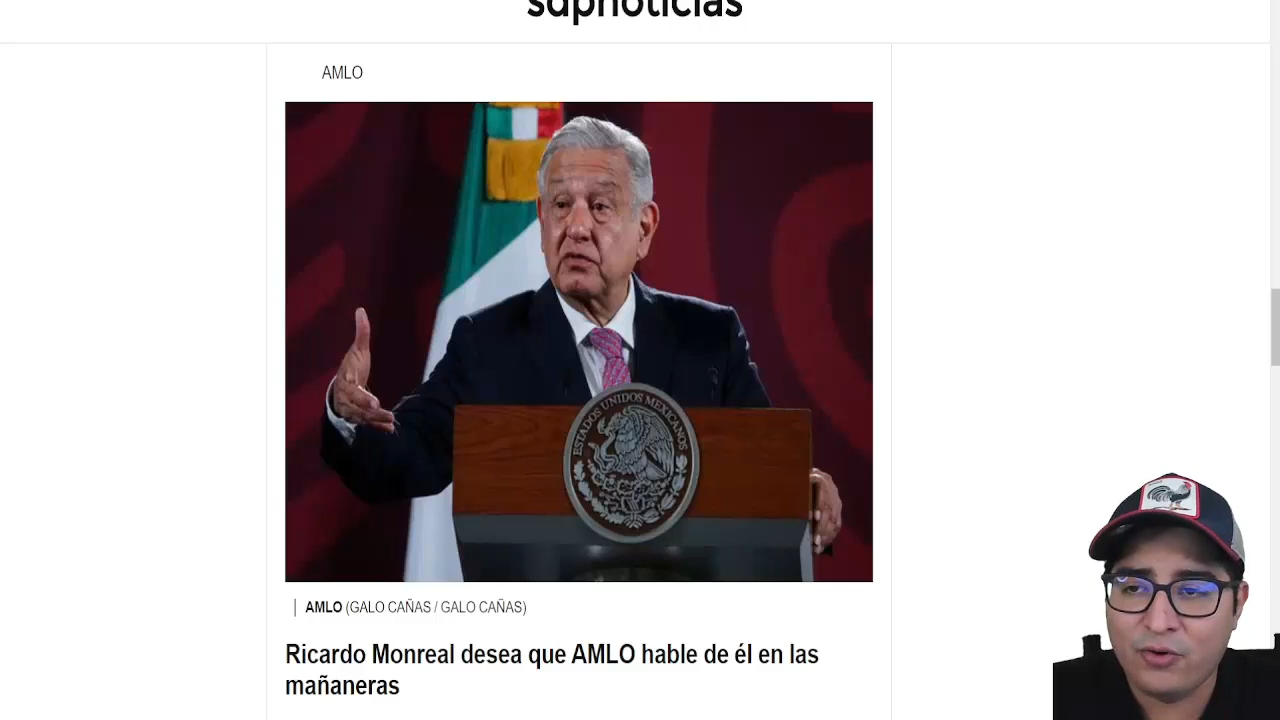 sdpnoticias
AMLO
ESTADOS UNIDOS MEXICANOS
AMLO (GALO CAÑAS / GALO CAÑAS)
Ricardo Monreal desea que AMLO hable de él en las
mañaneras